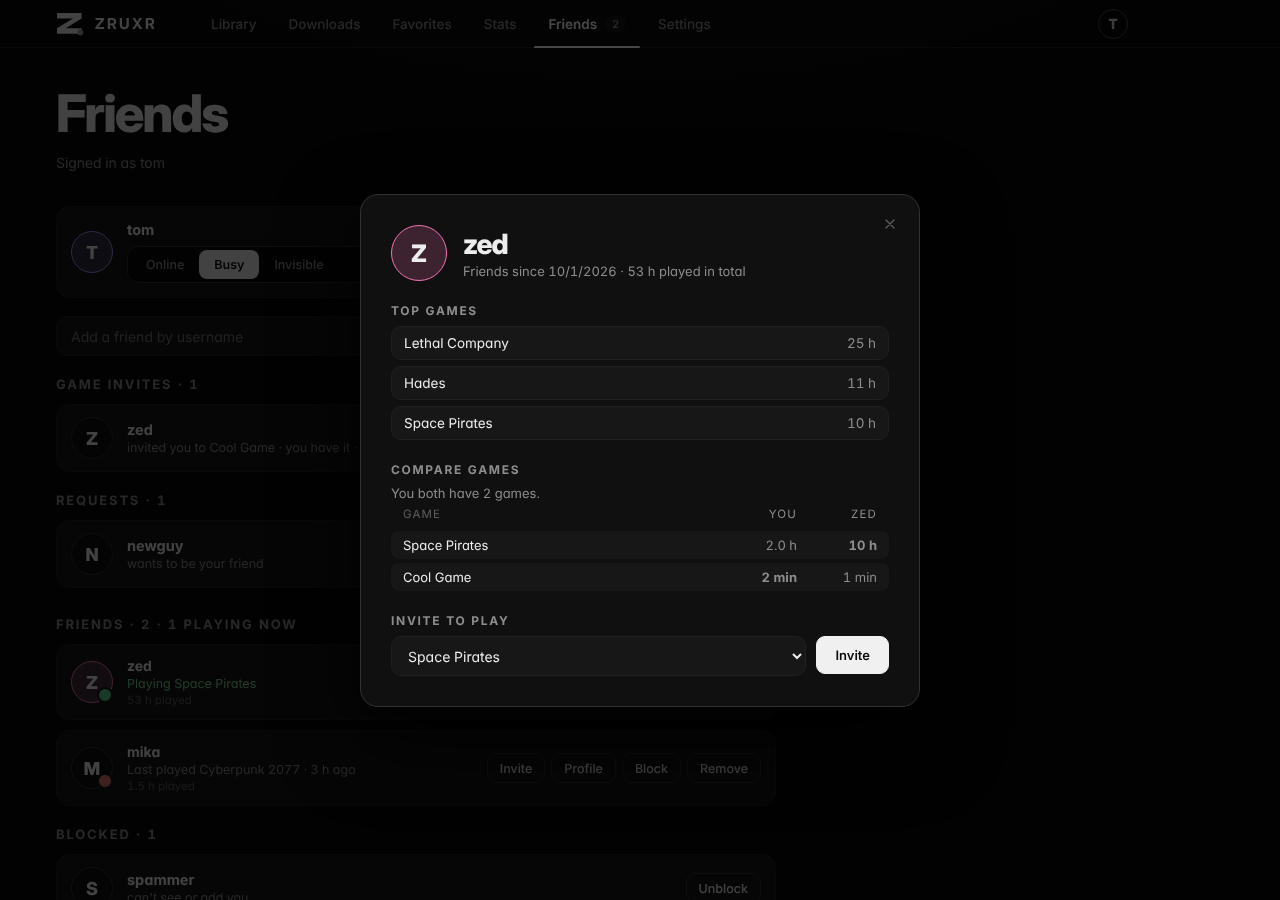 ZRUXR Library Downloads Favorites Stats Friends 2 Settings T
Friends
Signed in as tom
T
tom
Online Busy Invisible
Add a friend by username
GAME INVITES · 1
Z
zed
invited you to Cool Game · you have it ·
REQUESTS · 1
N
newguy
wants to be your friend
FRIENDS · 2 · 1 PLAYING NOW
Z
zed
Playing Space Pirates
53 h played
M
mika
Last played Cyberpunk 2077 · 3 h ago
1.5 h played
Invite Profile Block Remove
BLOCKED · 1
S
spammer
can't see or add you
Unblock
×
Z
zed
Friends since 10/1/2026 · 53 h played in total
TOP GAMES
Lethal Company 25 h
Hades 11 h
Space Pirates 10 h
COMPARE GAMES
You both have 2 games.
GAME YOU ZED
Space Pirates 2.0 h 10 h
Cool Game 2 min 1 min
INVITE TO PLAY
Space Pirates Invite